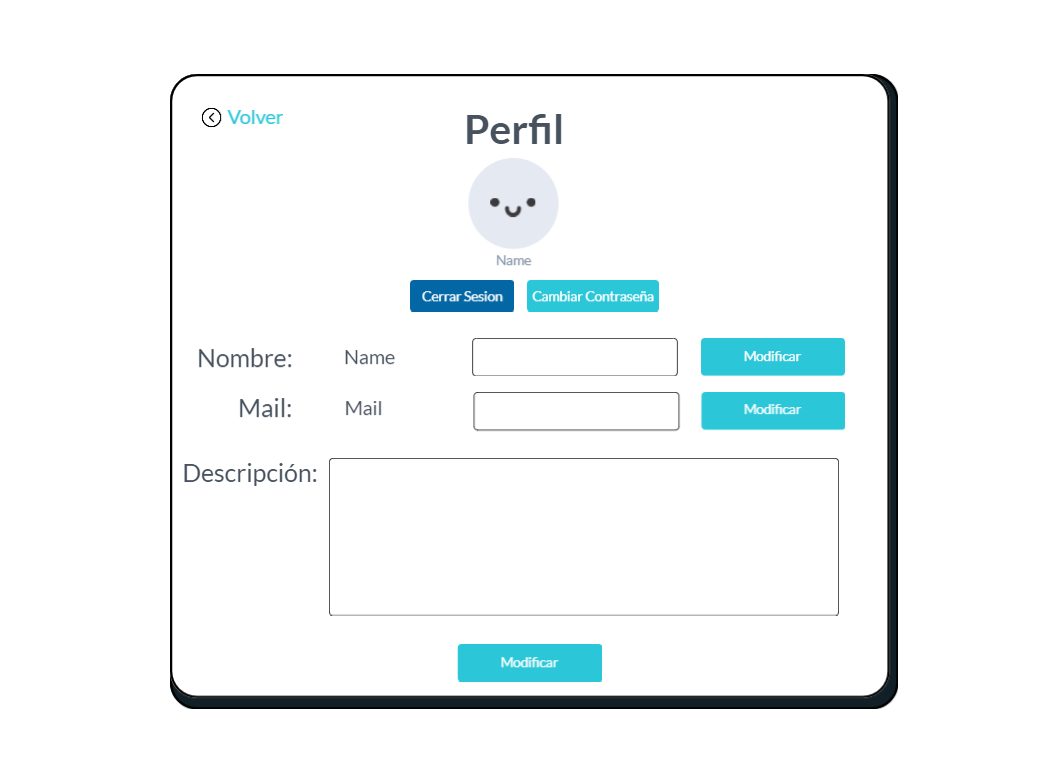 Volver
Perfil
Name
Cerrar Sesion
Cambiar Contraseña
Nombre: Name Modificar
Mail: Mail Modificar
Descripción:
Modificar